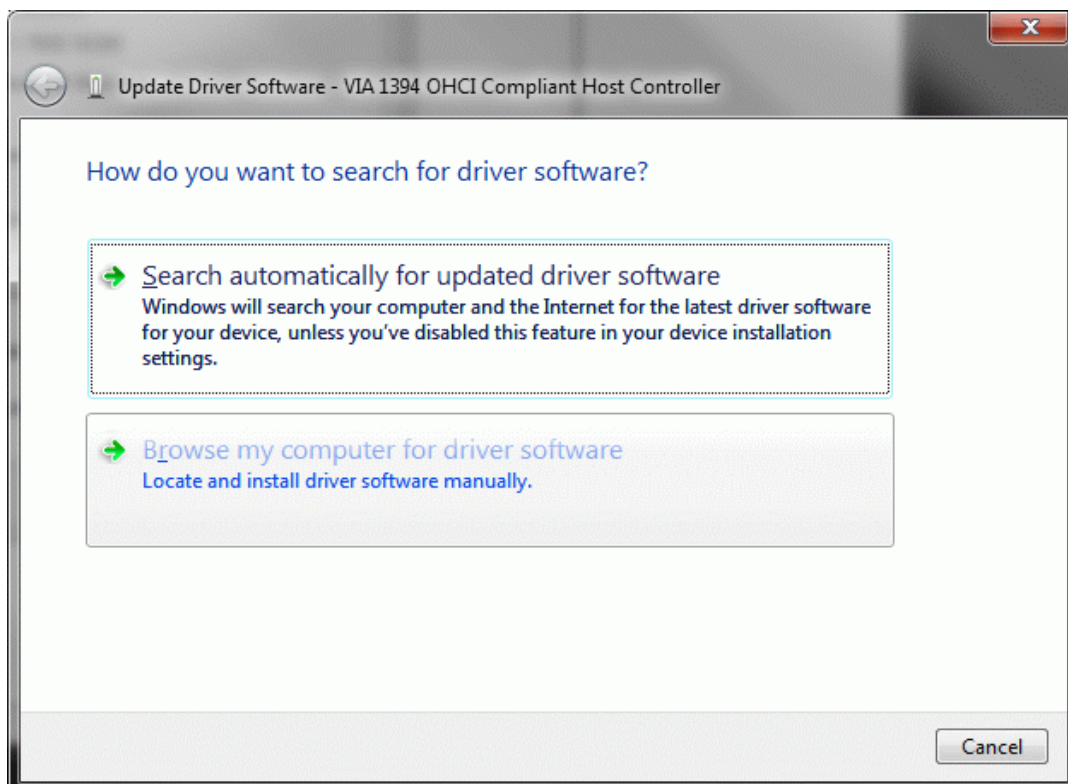 Update Driver Software - VIA 1394 OHCI Compliant Host Controller
How do you want to search for driver software?
Search automatically for updated driver software
Windows will search your computer and the Internet for the latest driver software
for your device, unless you've disabled this feature in your device installation
settings.
Browse my computer for driver software
Locate and install driver software manually.
Cancel